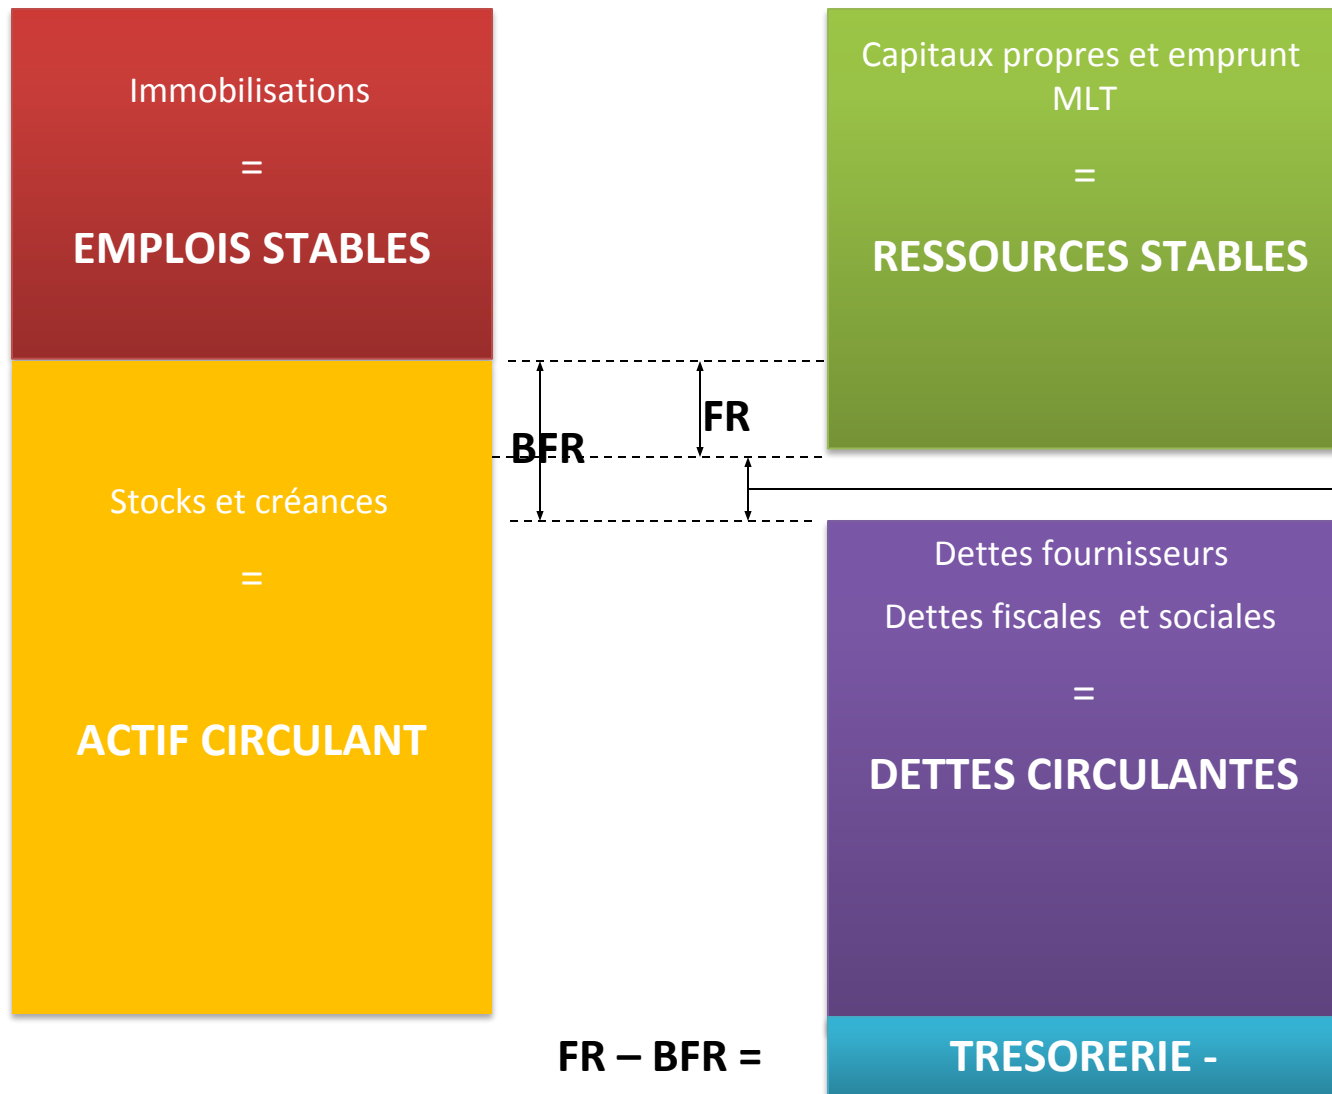 Immobilisations
=
EMPLOIS STABLES
Capitaux propres et emprunt
MLT
=
RESSOURCES STABLES
FR
BFR
Stocks et créances
=
ACTIF CIRCULANT
Dettes fournisseurs
Dettes fiscales  et sociales
=
DETTES CIRCULANTES
FR – BFR =
TRESORERIE -